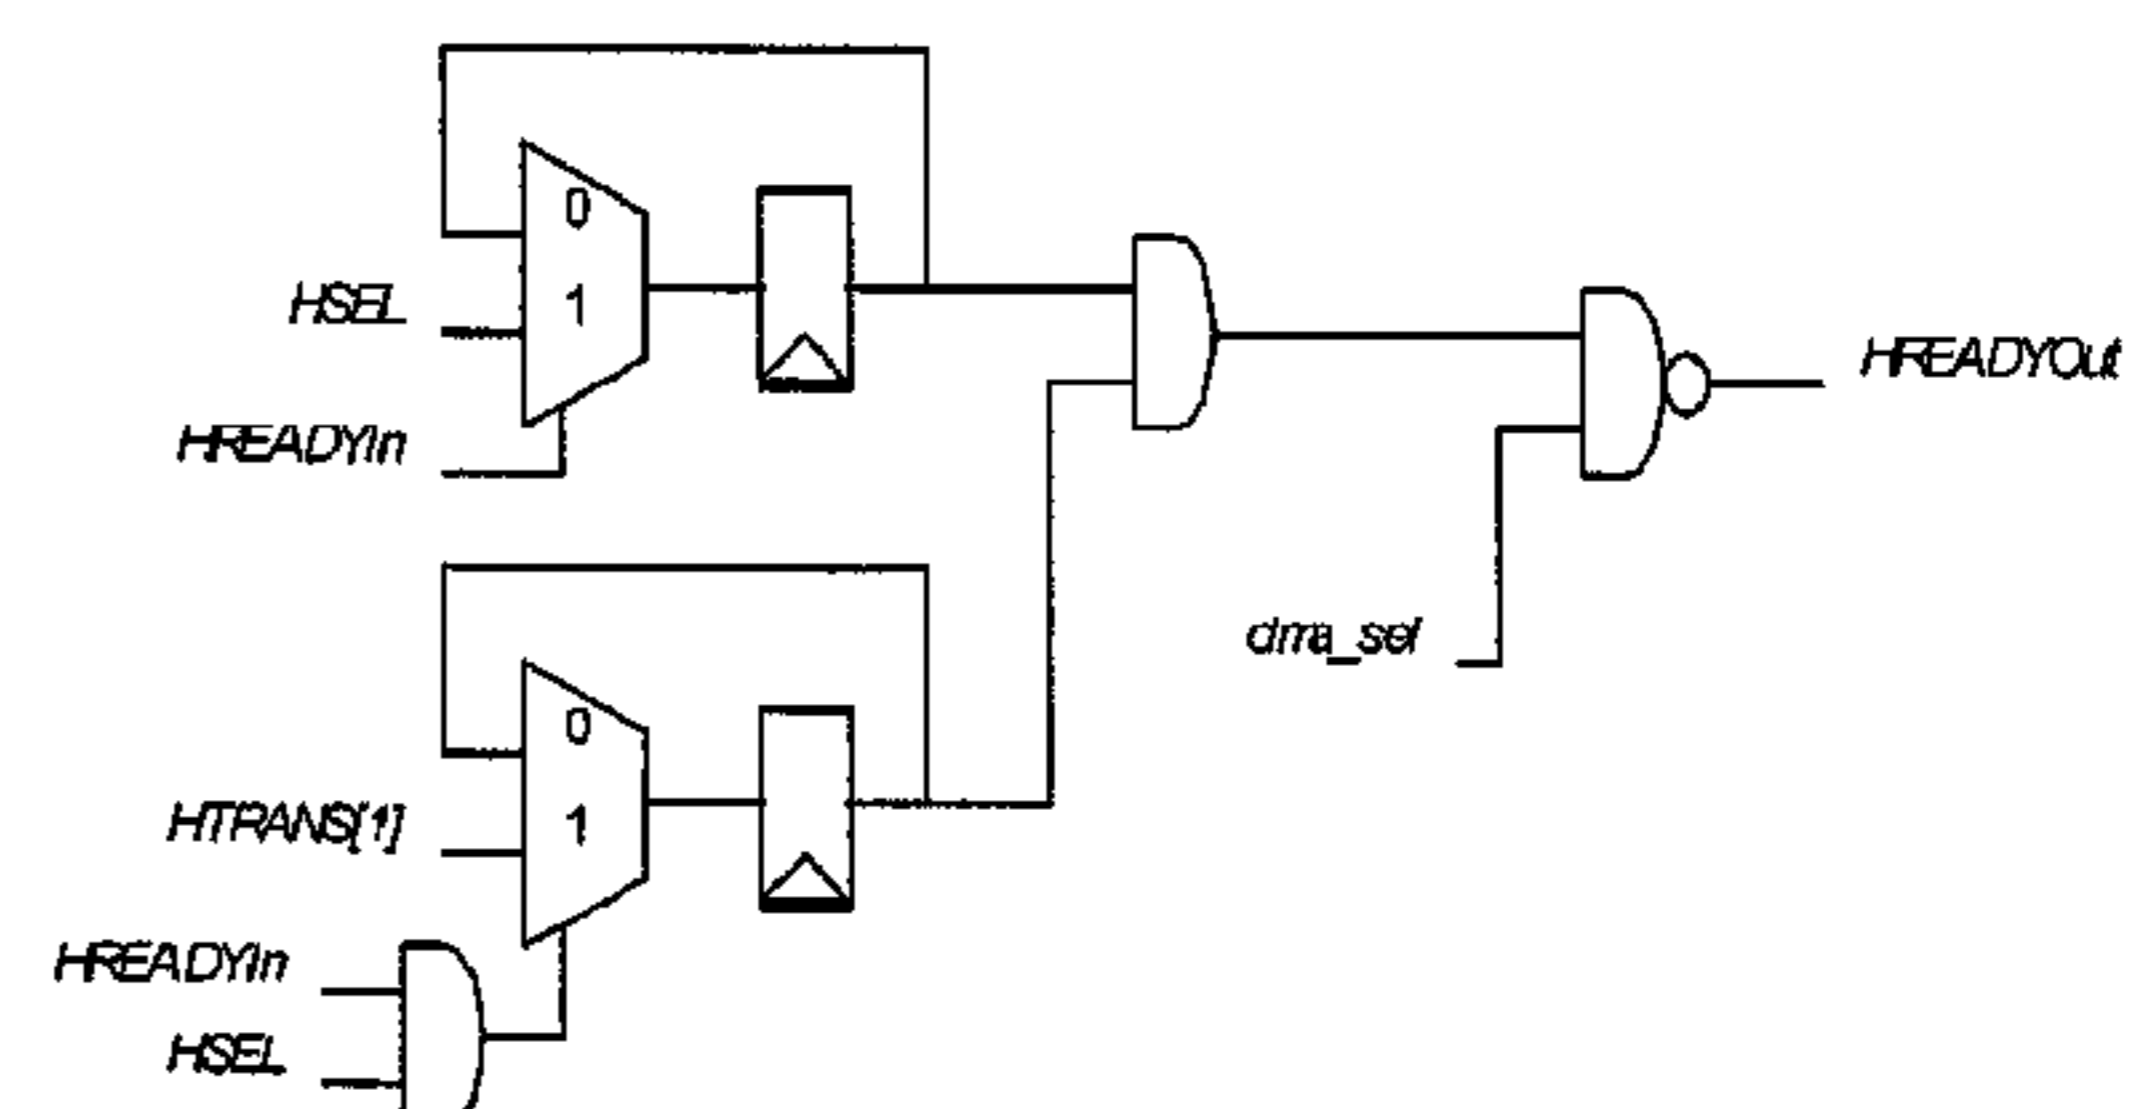 0
1
HSEL
HREADYIn
HREADYOut
dma_sel
0
1
HTRANS[1]
HREADYIn
HSEL